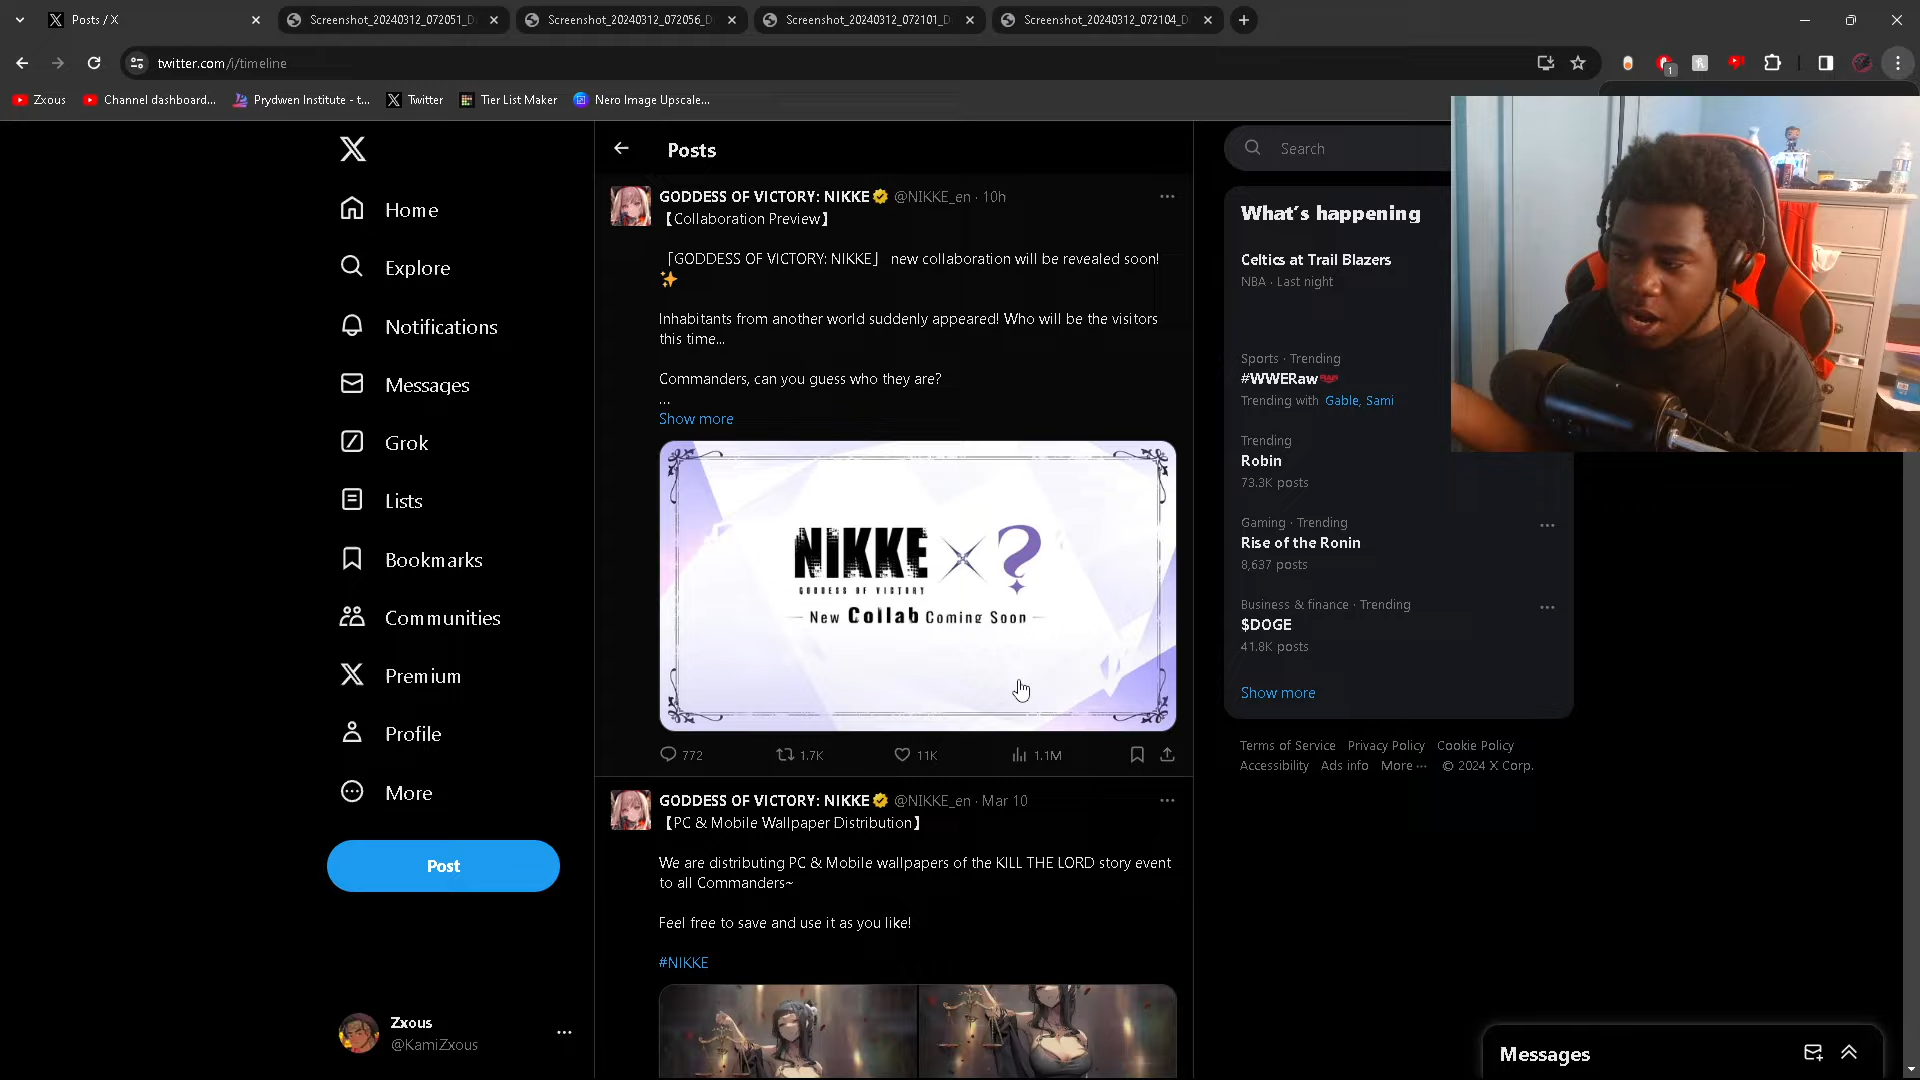 Posts / X
Screenshot_20240312_072051_D
Screenshot_20240312_072056_D
Screenshot_20240312_072101_D
Screenshot_20240312_072104_D
twitter.com/i/timeline
1
Zxous
Channel dashboard...
Prydwen Institute - t...
Twitter
Tier List Maker
Nero Image Upscale...
Home
Explore
Notifications
Messages
Grok
Lists
Bookmarks
Communities
Premium
Profile
More
Post
Zxous
@KamiZxous
Posts
GODDESS OF VICTORY: NIKKE @NIKKE_en · 10h
【Collaboration Preview】
「GODDESS OF VICTORY: NIKKE」 new collaboration will be revealed soon!
✨
Inhabitants from another world suddenly appeared! Who will be the visitors
this time...
Commanders, can you guess who they are?
...
Show more
NIKKE × ?
GODDESS OF VICTORY
New Collab Coming Soon
772
1.7K
11K
1.1M
GODDESS OF VICTORY: NIKKE @NIKKE_en · Mar 10
【PC & Mobile Wallpaper Distribution】
We are distributing PC & Mobile wallpapers of the KILL THE LORD story event
to all Commanders~
Feel free to save and use it as you like!
#NIKKE
Search
What's happening
Celtics at Trail Blazers
NBA · Last night
Sports · Trending
#WWERaw
Trending with Gable, Sami
Trending
Robin
73.3K posts
Gaming · Trending
Rise of the Ronin
8,637 posts
Business & finance · Trending
$DOGE
41.8K posts
Show more
Terms of Service Privacy Policy Cookie Policy
Accessibility Ads info More ··· © 2024 X Corp.
Messages